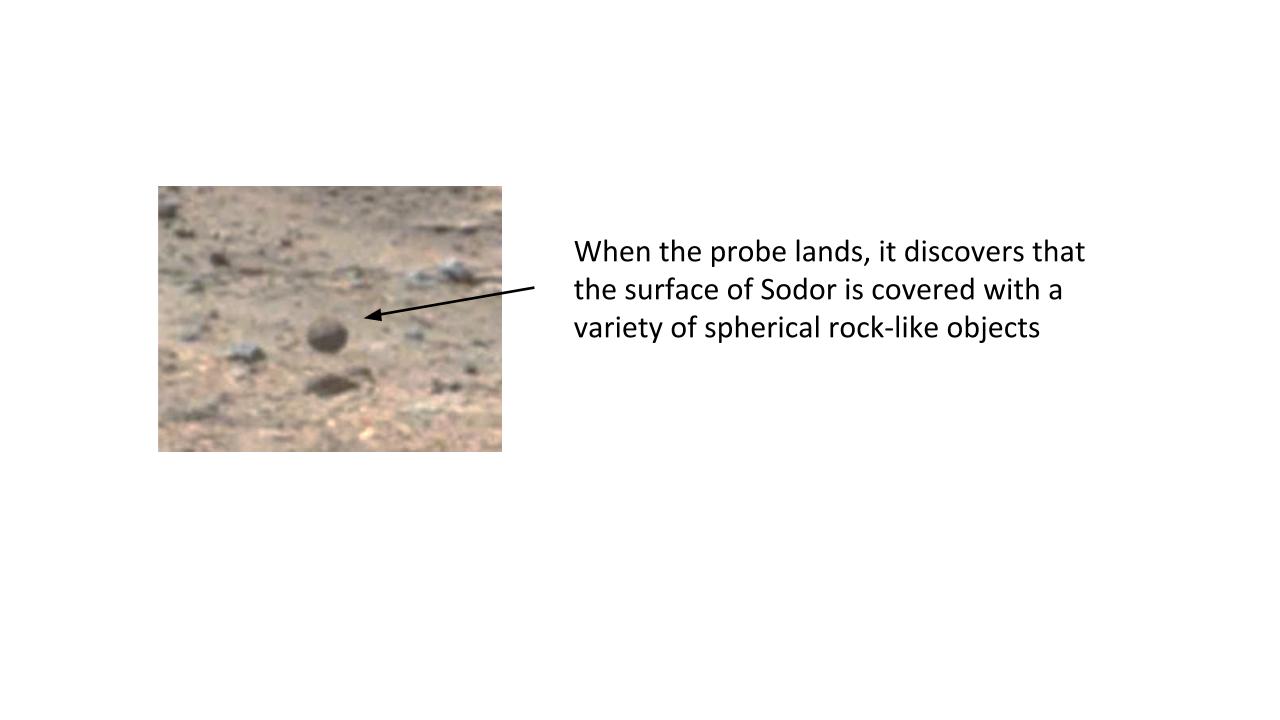 When the probe lands, it discovers that
the surface of Sodor is covered with a
variety of spherical rock-like objects